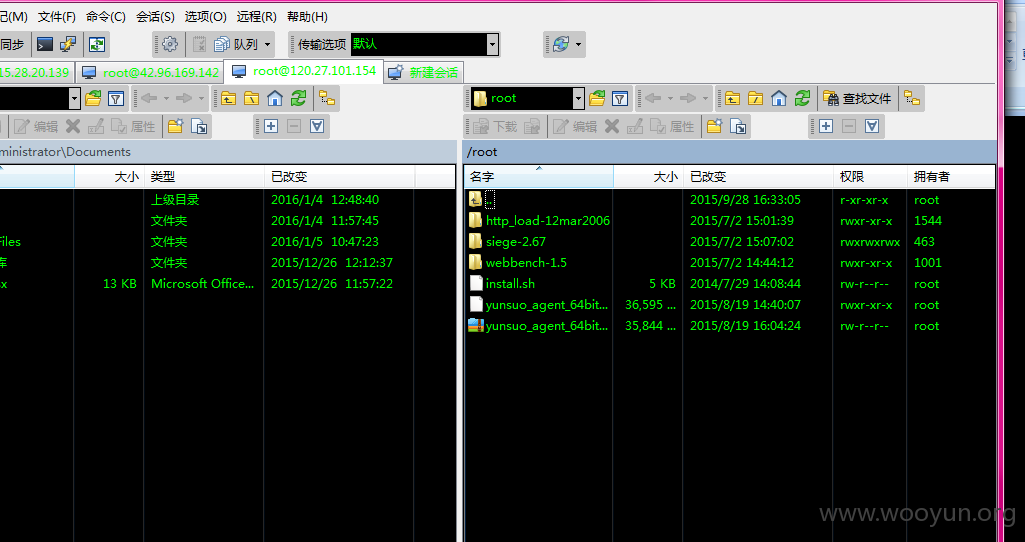 记(M) 文件(F) 命令(C) 会话(S) 选项(O) 远程(R) 帮助(H)
同步 队列 传输选项 默认
15.28.20.139 root@42.96.169.142 root@120.27.101.154 新建会话
root 查找文件
编辑 属性 下载 编辑 属性
ministrator\Documents /root
大小 类型 已改变 名字 大小 已改变 权限 拥有者
上级目录 2016/1/4 12:48:40 .. 2015/9/28 16:33:05 r-xr-xr-x root
文件夹 2016/1/4 11:57:45 http_load-12mar2006 2015/7/2 15:01:39 rwxr-xr-x 1544
Files 文件夹 2016/1/5 10:47:23 siege-2.67 2015/7/2 15:07:02 rwxrwxrwx 463
库 文件夹 2015/12/26 12:12:37 webbench-1.5 2015/7/2 14:44:12 rwxr-xr-x 1001
x 13 KB Microsoft Office... 2015/12/26 11:57:22 install.sh 5 KB 2014/7/29 14:08:44 rw-r--r-- root
yunsuo_agent_64bit... 36,595 ... 2015/8/19 14:40:07 rwxr-xr-x root
yunsuo_agent_64bit... 35,844 ... 2015/8/19 16:04:24 rw-r--r-- root
www.wooyun.org